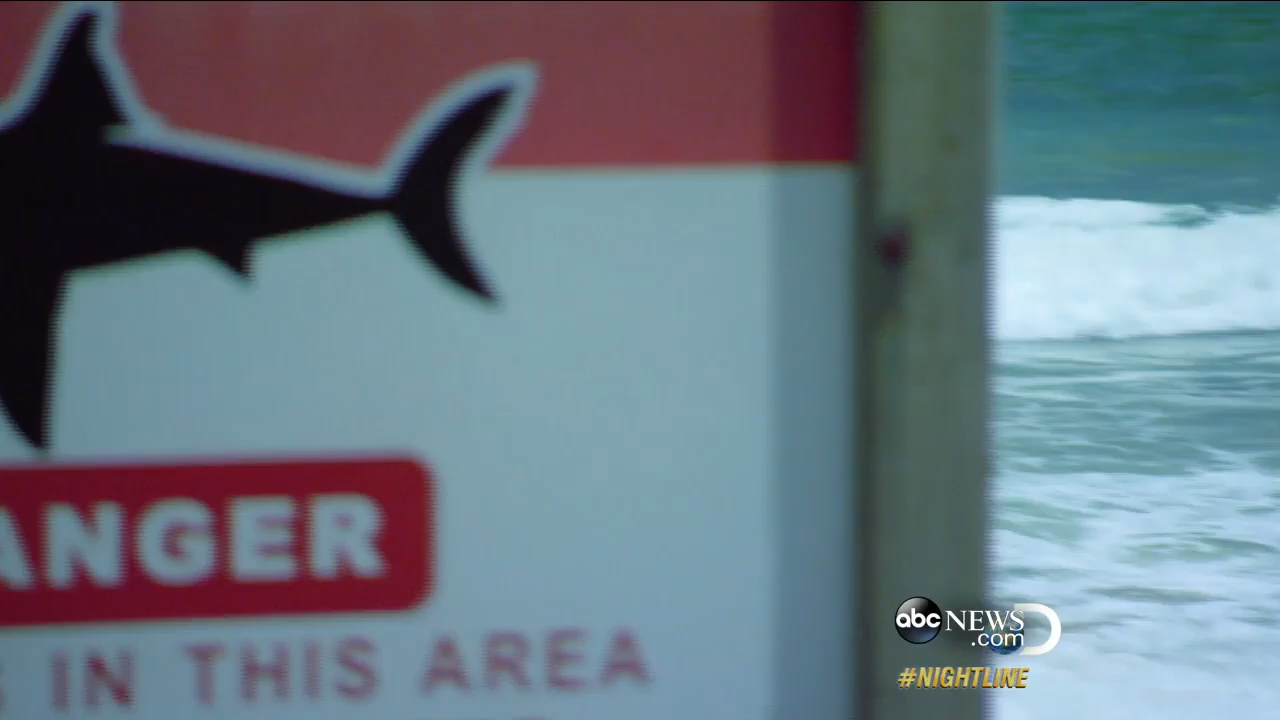 ANGER
IN THIS AREA
abc NEWS
.com
#NIGHTLINE